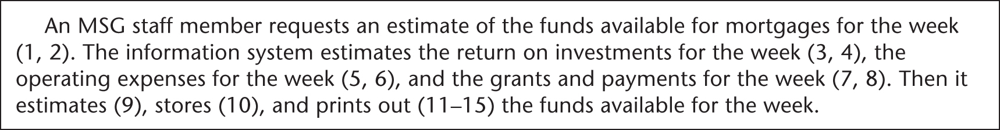 An MSG staff member requests an estimate of the funds available for mortgages for the week
(1, 2). The information system estimates the return on investments for the week (3, 4), the
operating expenses for the week (5, 6), and the grants and payments for the week (7, 8). Then it
estimates (9), stores (10), and prints out (11–15) the funds available for the week.